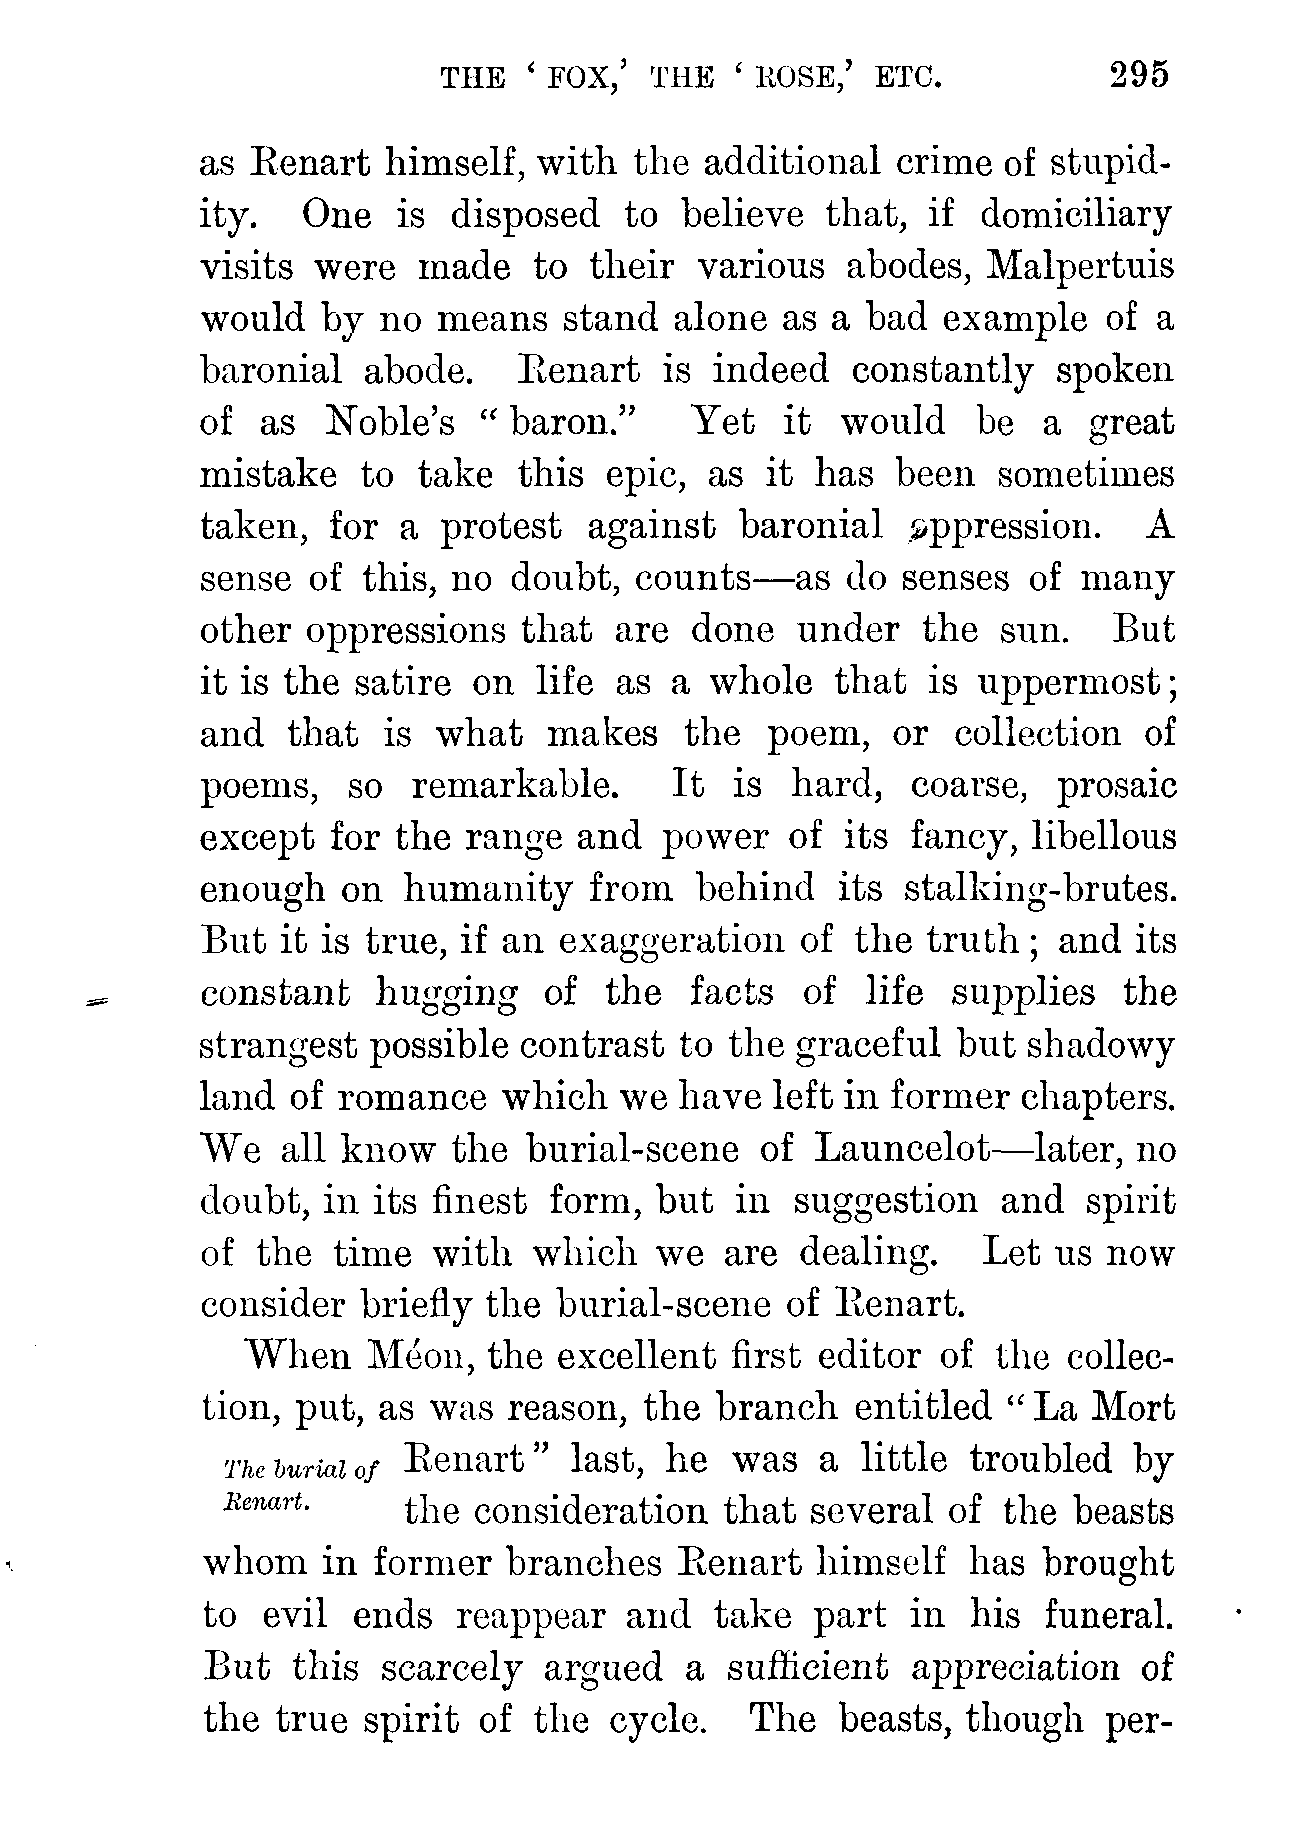 THE ‘ FOX,’ THE ‘ ROSE,’ ETC. 295
as Renart himself, with the additional crime of stupid-
ity. One is disposed to believe that, if domiciliary
visits were made to their various abodes, Malpertuis
would by no means stand alone as a bad example of a
baronial abode. Renart is indeed constantly spoken
of as Noble’s “ baron.” Yet it would be a great
mistake to take this epic, as it has been sometimes
taken, for a protest against baronial oppression. A
sense of this, no doubt, counts—as do senses of many
other oppressions that are done under the sun. But
it is the satire on life as a whole that is uppermost;
and that is what makes the poem, or collection of
poems, so remarkable. It is hard, coarse, prosaic
except for the range and power of its fancy, libellous
enough on humanity from behind its stalking-brutes.
But it is true, if an exaggeration of the truth ; and its
constant hugging of the facts of life supplies the
strangest possible contrast to the graceful but shadowy
land of romance which we have left in former chapters.
We all know the burial-scene of Launcelot—later, no
doubt, in its finest form, but in suggestion and spirit
of the time with which we are dealing. Let us now
consider briefly the burial-scene of Renart.
When Méon, the excellent first editor of the collec-
tion, put, as was reason, the branch entitled “ La Mort
The burial of Renart ” last, he was a little troubled by
Renart. the consideration that several of the beasts
whom in former branches Renart himself has brought
to evil ends reappear and take part in his funeral.
But this scarcely argued a sufficient appreciation of
the true spirit of the cycle. The beasts, though per-